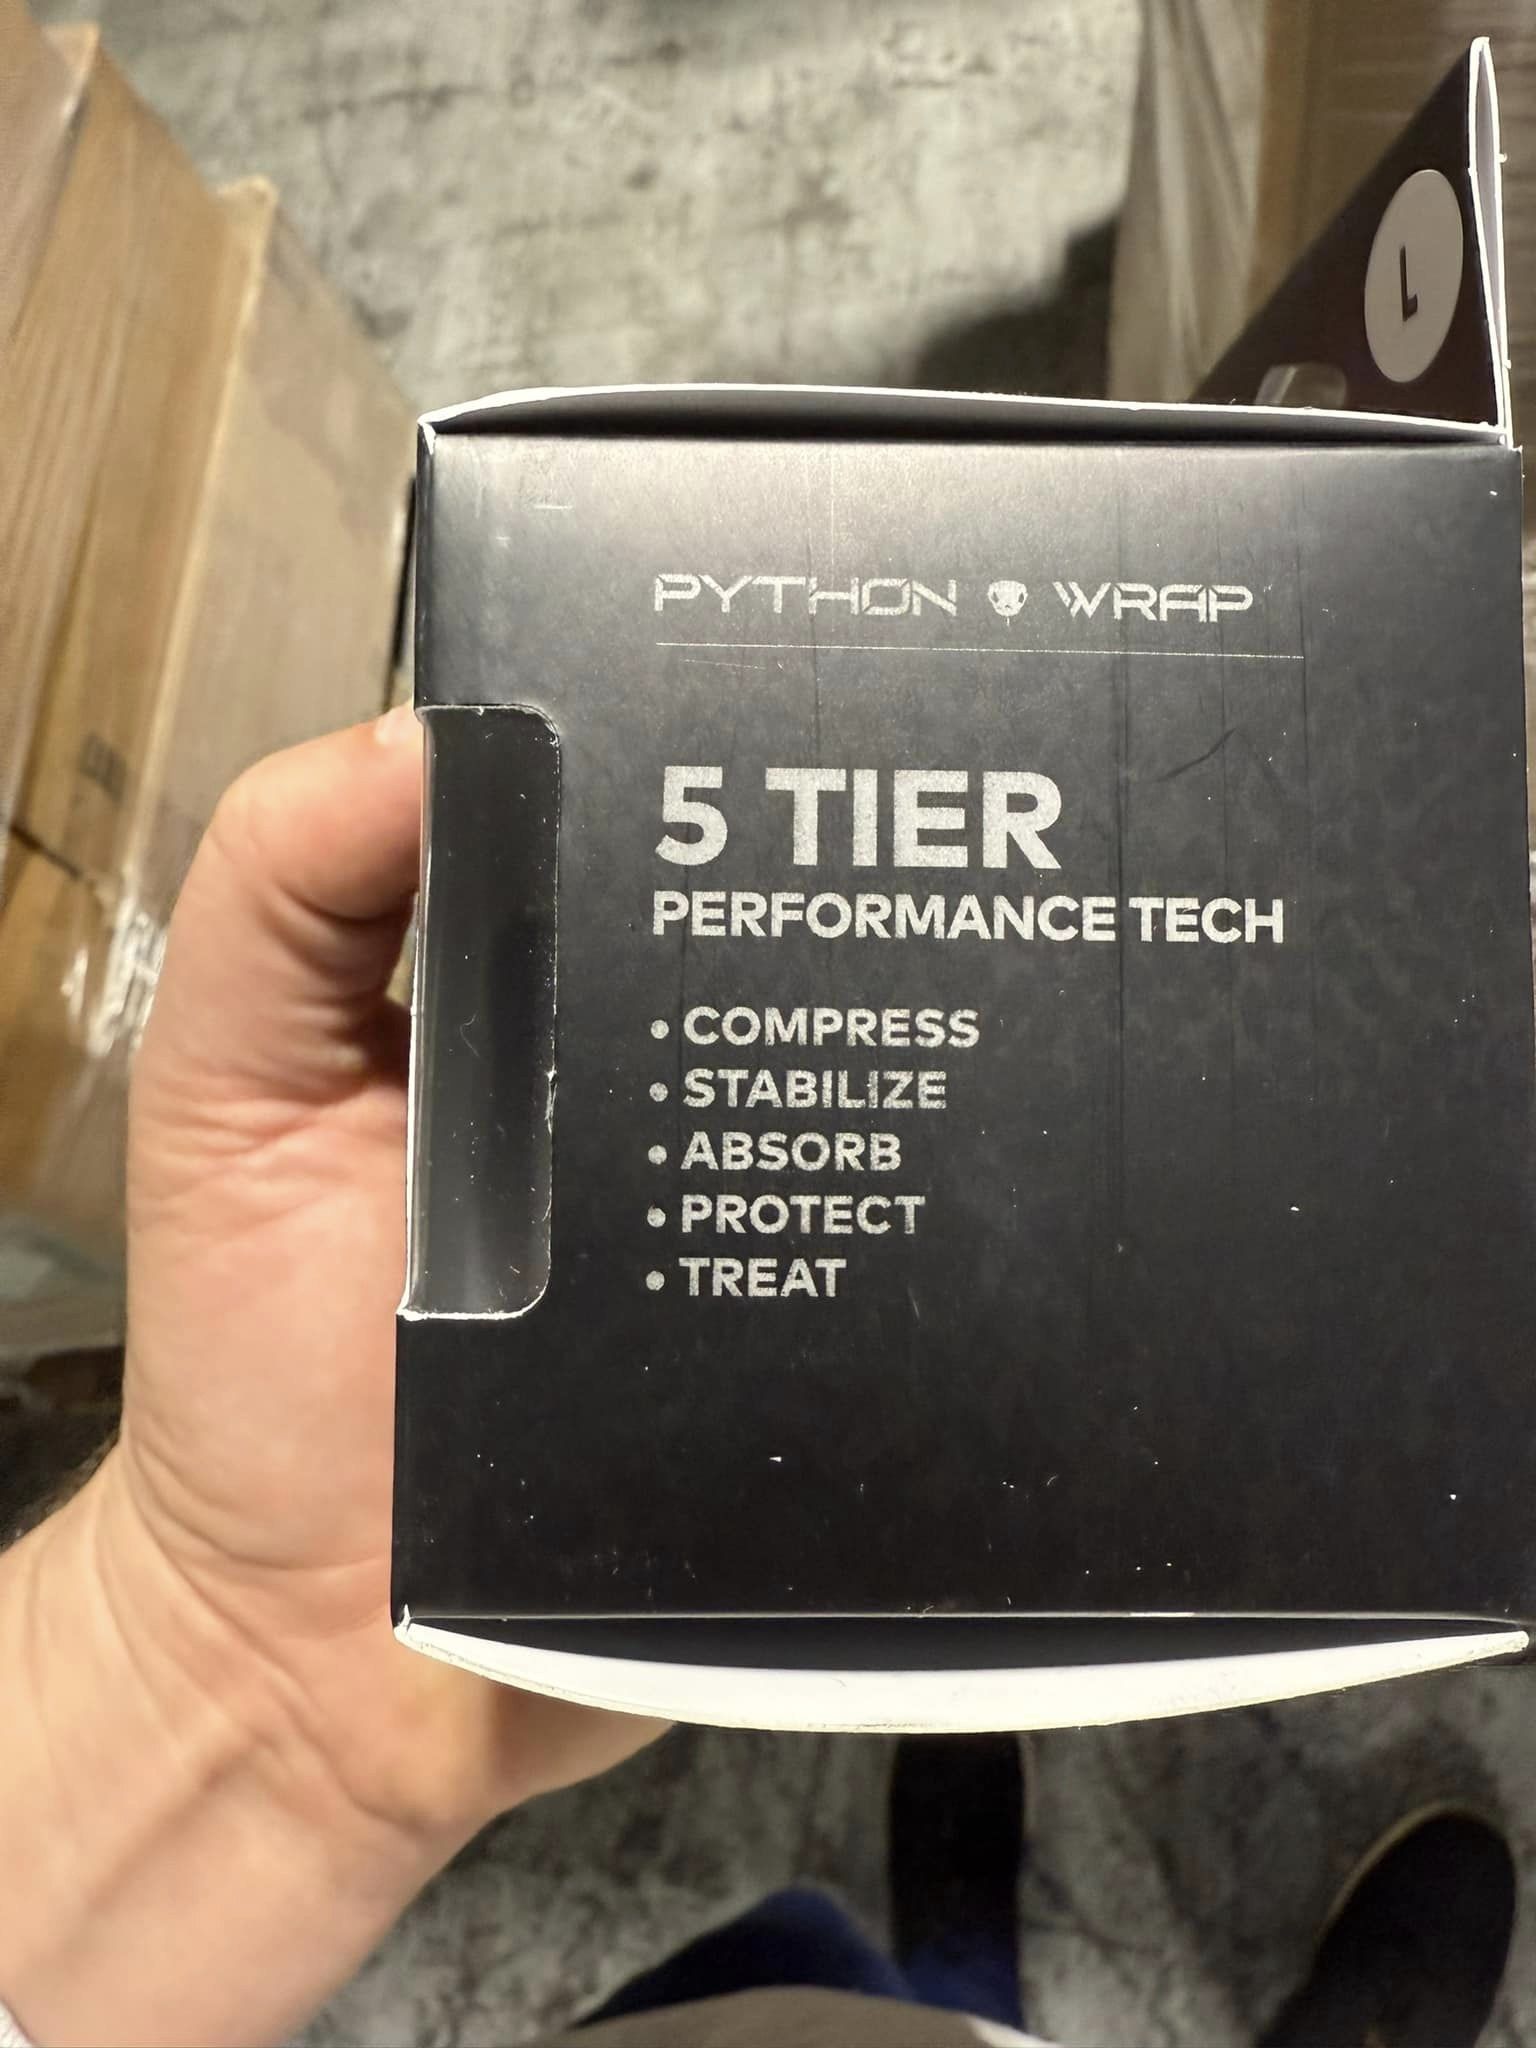 L
PYTHON WRAP
5 TIER
PERFORMANCE TECH
• COMPRESS
• STABILIZE
• ABSORB
• PROTECT
• TREAT